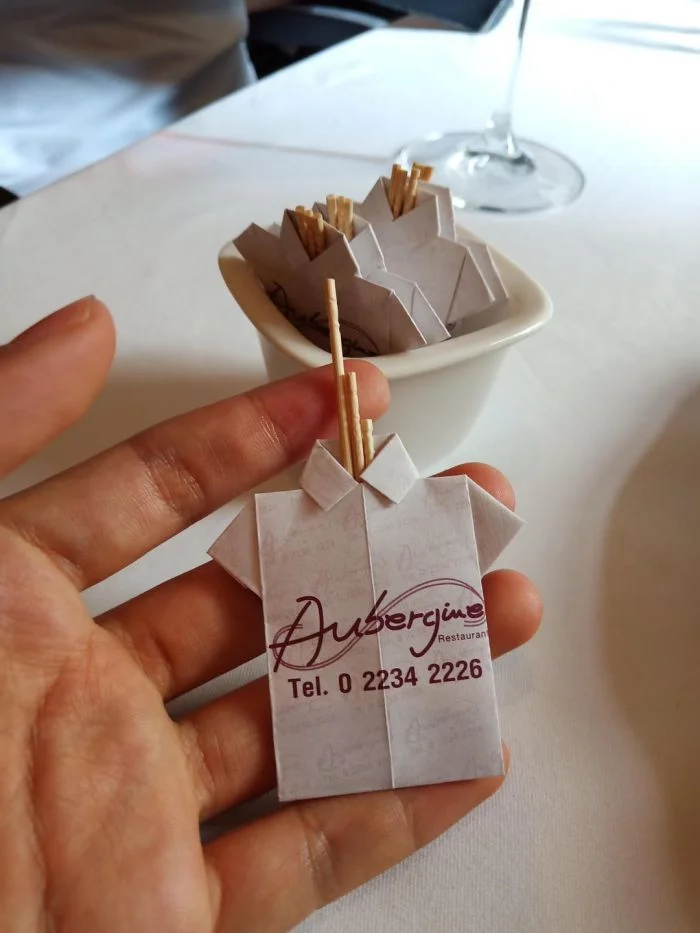 Aubergine
Restaurant
Tel. 0 2234 2226